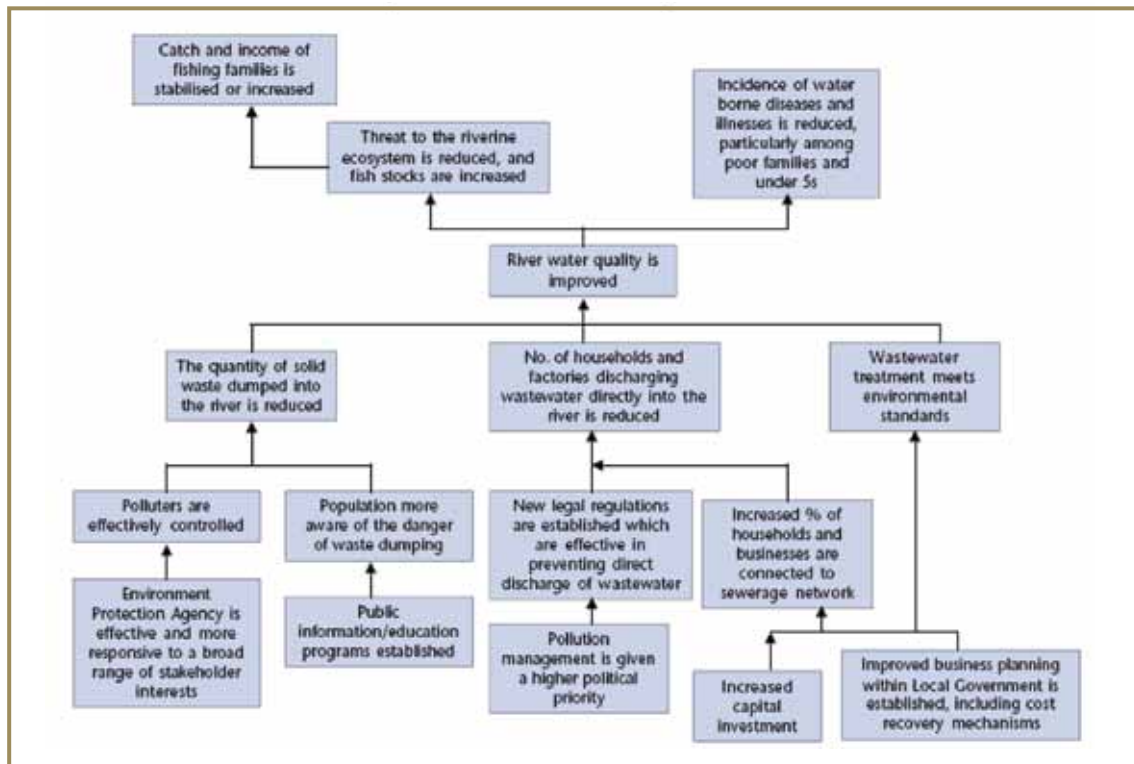 Catch and income of
fishing families is
stabilised or increased
Incidence of water
borne diseases and
illnesses is reduced,
particularly among
poor families and
under 5s
Threat to the riverine
ecosystem is reduced, and
fish stocks are increased
River water quality is
improved
The quantity of solid
waste dumped into
the river is reduced
No. of households and
factories discharging
wastewater directly into the
river is reduced
Wastewater
treatment meets
environmental
standards
Polluters are
effectively controlled
Population more
aware of the danger
of waste dumping
New legal regulations
are established which
are effective in
preventing direct
discharge of wastewater
Increased % of
households and
businesses are
connected to
sewerage network
Environment
Protection Agency is
effective and more
responsive to a broad
range of stakeholder
interests
Public
information/education
programs established
Pollution
management is given
a higher political
priority
Increased
capital
investment
Improved business planning
within Local Government is
established, including cost
recovery mechanisms